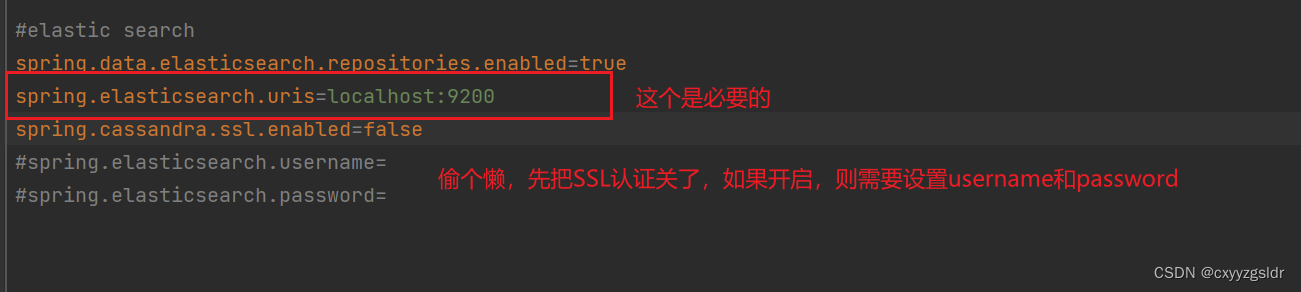 #elastic search
spring.data.elasticsearch.repositories.enabled=true
spring.elasticsearch.uris=localhost:9200
这个是必要的
spring.cassandra.ssl.enabled=false
#spring.elasticsearch.username=
偷个懒，先把SSL认证关了，如果开启，则需要设置username和password
#spring.elasticsearch.password=
CSDN @cxyyzgsldr